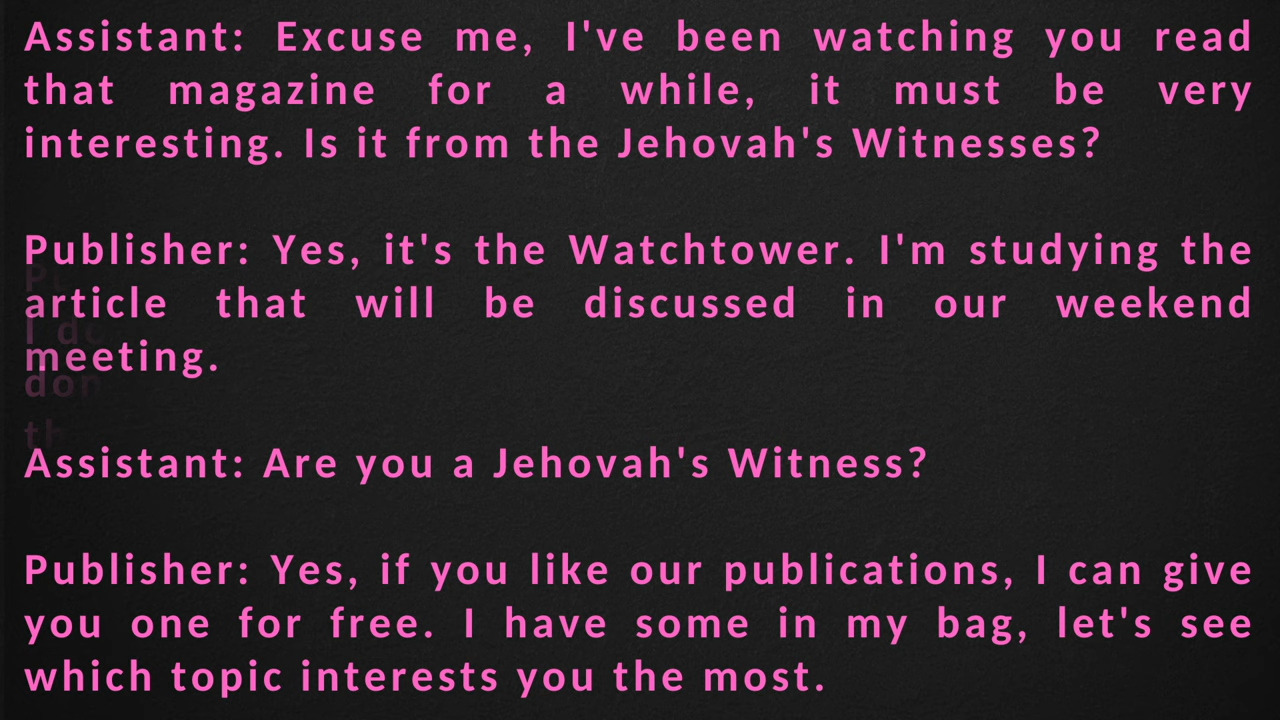 Assistant: Excuse me, I've been watching you read
that magazine for a while, it must be very
interesting. Is it from the Jehovah's Witnesses?
Publisher: Yes, it's the Watchtower. I'm studying the
article that will be discussed in our weekend
meeting.
Assistant: Are you a Jehovah's Witness?
Publisher: Yes, if you like our publications, I can give
you one for free. I have some in my bag, let's see
which topic interests you the most.